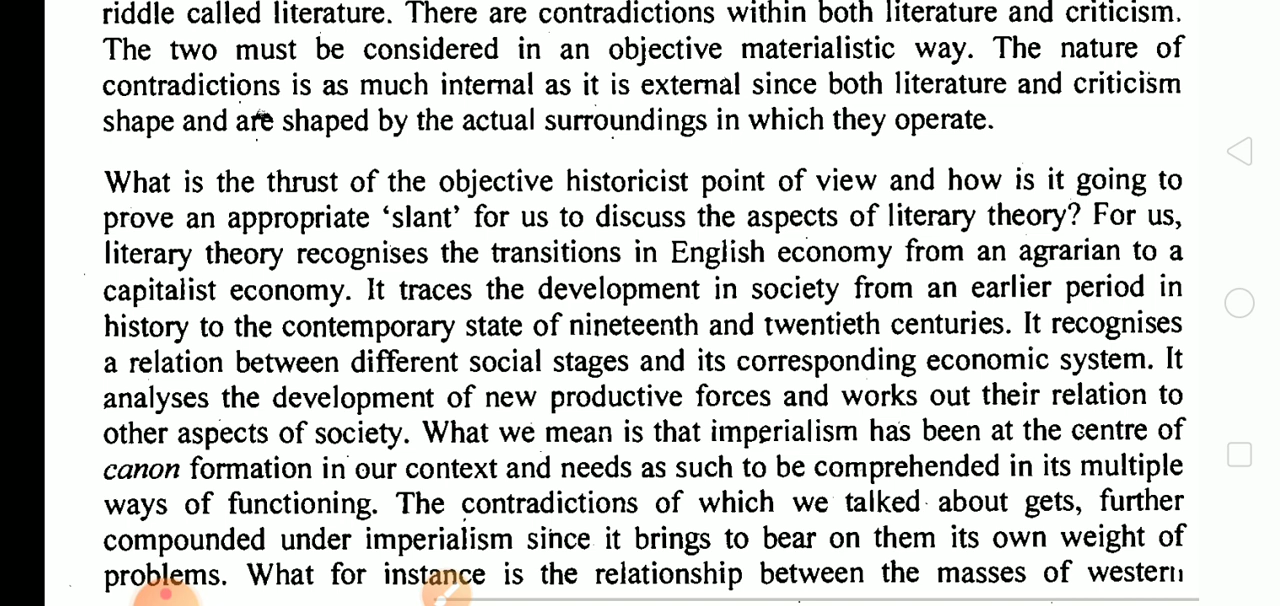 riddle called literature. There are contradictions within both literature and criticism.
The two must be considered in an objective materialistic way. The nature of
contradictions is as much internal as it is external since both literature and criticism
shape and are shaped by the actual surroundings in which they operate.
What is the thrust of the objective historicist point of view and how is it going to
prove an appropriate ‘slant’ for us to discuss the aspects of literary theory? For us,
literary theory recognises the transitions in English economy from an agrarian to a
capitalist economy. It traces the development in society from an earlier period in
history to the contemporary state of nineteenth and twentieth centuries. It recognises
a relation between different social stages and its corresponding economic system. It
analyses the development of new productive forces and works out their relation to
other aspects of society. What we mean is that imperialism has been at the centre of
canon formation in our context and needs as such to be comprehended in its multiple
ways of functioning. The contradictions of which we talked about gets, further
compounded under imperialism since it brings to bear on them its own weight of
problems. What for instance is the relationship between the masses of western